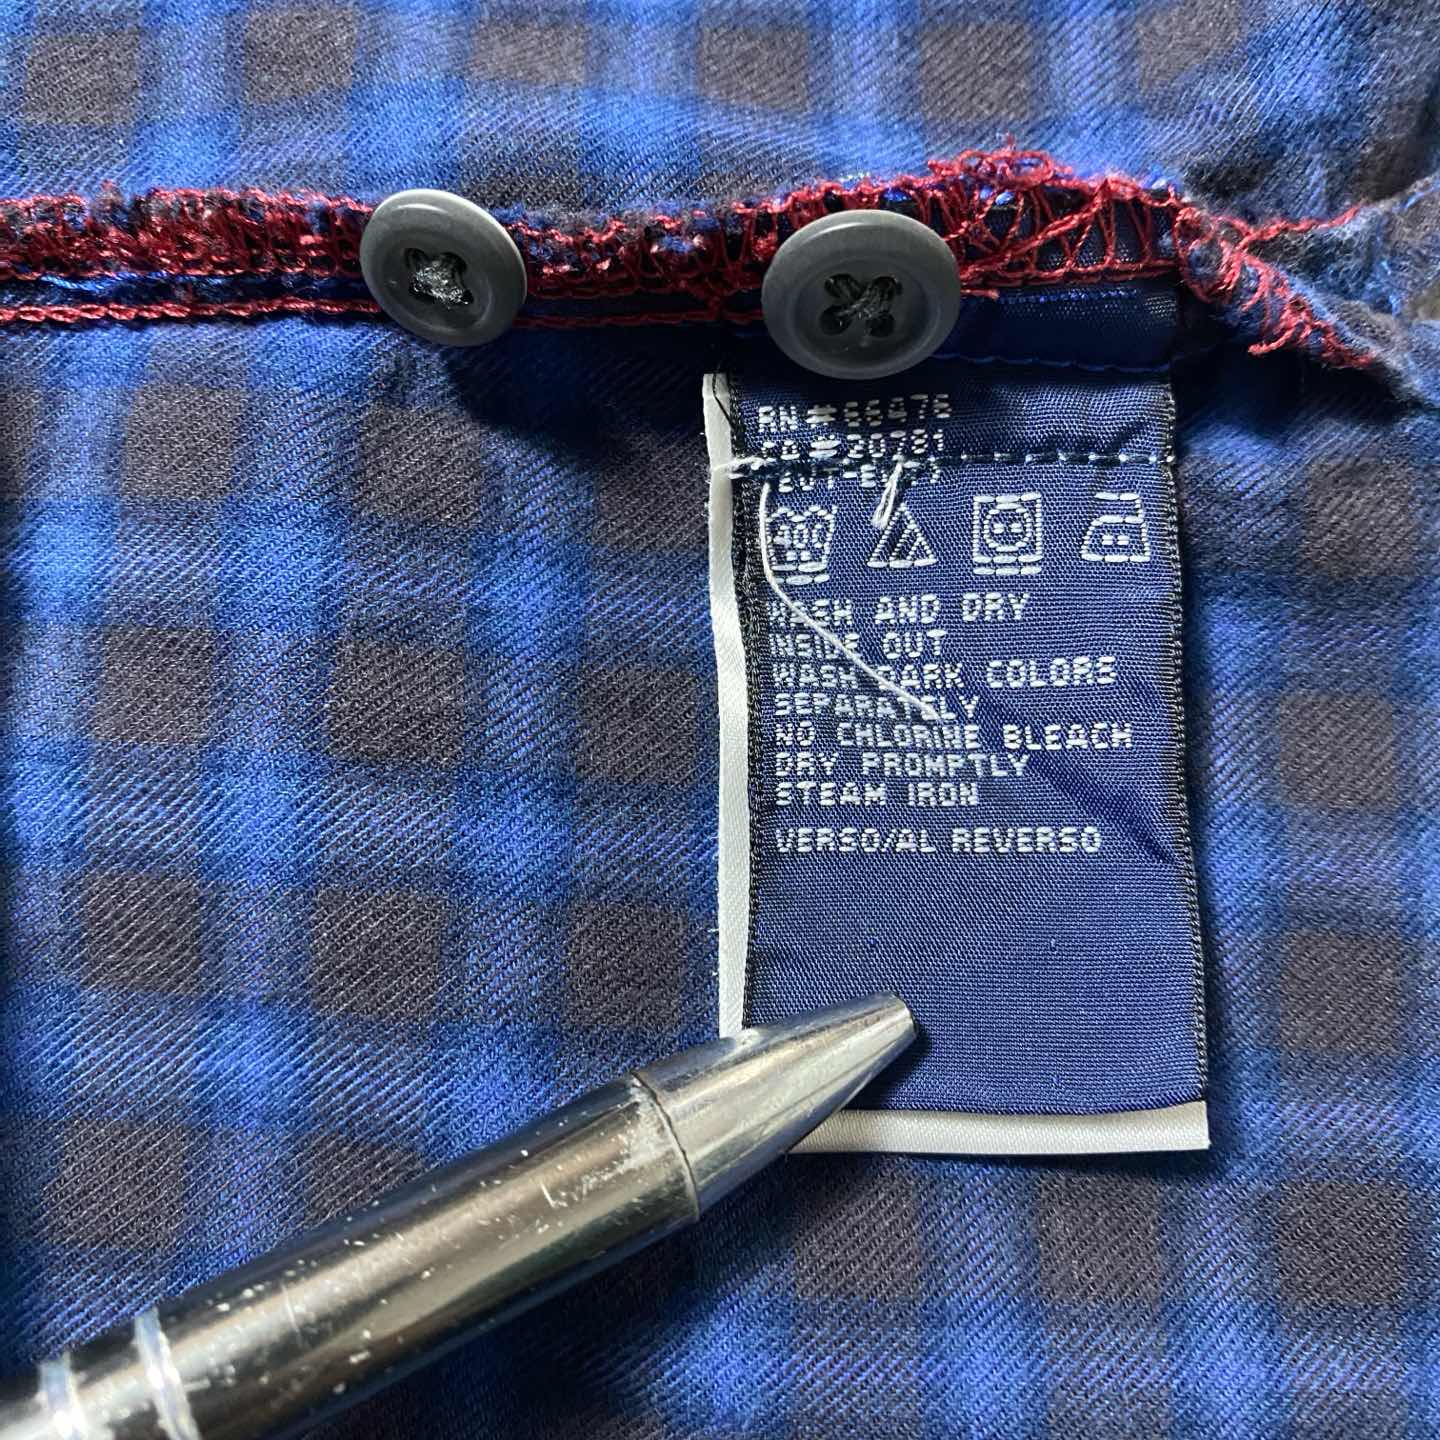 RN #66476
CA #20781
40
WASH AND DRY
INSIDE OUT
WASH DARK COLORS
SEPARATELY
NO CHLORINE BLEACH
DRY PROMPTLY
STEAM IRON
VERSO/AL REVERSO